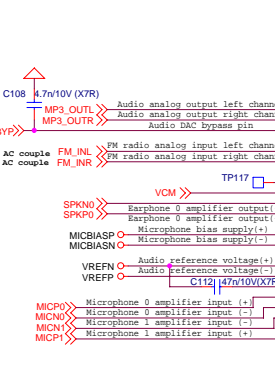 C108 4.7n/10V (X7R)
MP3_OUTL Audio analog output left chann
MP3_OUTR Audio analog output right chan
BYP Audio DAC bypass pin
AC couple FM_INL FM radio analog input left chann
AC couple FM_INR FM radio analog input right chan
TP117
VCM
SPKN0 Earphone 0 amplifier output(
SPKP0 Earphone 0 amplifier output(
MICBIASP Microphone bias supply(+)
MICBIASN Microphone bias supply(-)
VREFN Audio reference voltage(+)
VREFP Audio reference voltage(-)
C112 47n/10V(X7R
MICP0 Microphone 0 amplifier input (+)
MICN0 Microphone 0 amplifier input (-)
MICN1 Microphone 1 amplifier input (-)
MICP1 Microphone 1 amplifier input (+)